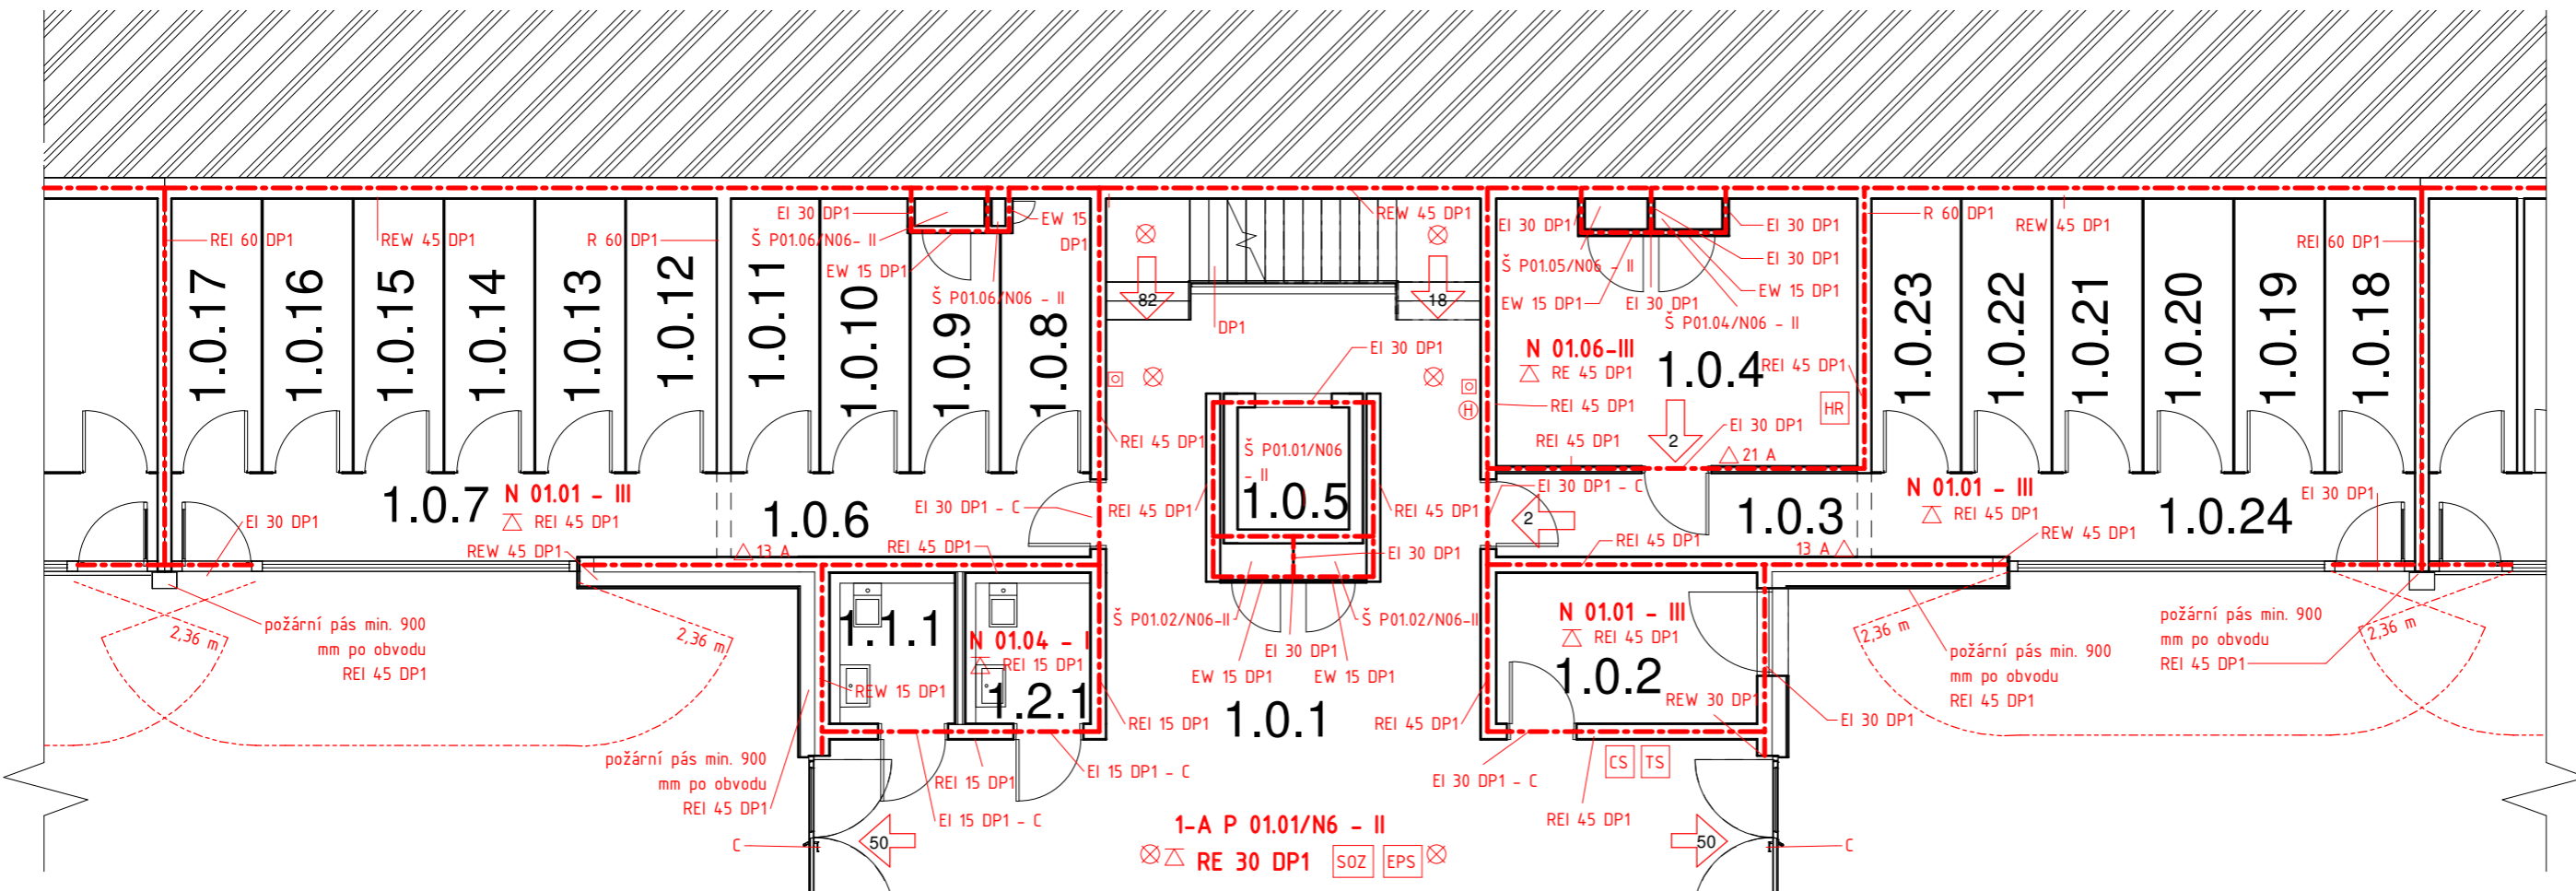 EI 30 DP1
EW 15
DP1
REW 45 DP1
EI 30 DP1
EI 30 DP1
R 60 DP1
REW 45 DP1
REI 60 DP1
REW 45 DP1
R 60 DP1
Š P01.06/N06- II
EI 30 DP1
REI 60 DP1
EW 15 DP1
Š P01.06/N06 - II
82
18
Š P01.05/N06 - II
EW 15 DP1
EI 30 DP1
EW 15 DP1
Š P01.04/N06 - II
DP1
1.0.17
1.0.16
1.0.15
1.0.14
1.0.13
1.0.12
1.0.11
1.0.10
1.0.9
1.0.8
EI 30 DP1
N 01.06-III
RE 45 DP1
1.0.4
REI 45 DP1
HR
1.0.23
1.0.22
1.0.21
1.0.20
1.0.19
1.0.18
H
REI 45 DP1
REI 45 DP1
REI 45 DP1
2
EI 30 DP1
21 A
Š P01.01/N06
- II
1.0.5
1.0.7
N 01.01 - III
REI 45 DP1
1.0.6
EI 30 DP1 - C
REI 45 DP1
REI 45 DP1
EI 30 DP1 - C
2
1.0.3
N 01.01 - III
REI 45 DP1
1.0.24
EI 30 DP1
EI 30 DP1
REW 45 DP1
13 A
REI 45 DP1
EI 30 DP1
REI 45 DP1
13 A
REW 45 DP1
2,36 m
požární pás min. 900
mm po obvodu
REI 45 DP1
2,36 m
1.1.1
N 01.04 - I
REI 15 DP1
1.2.1
REW 15 DP1
Š P01.02/N06-II
Š P01.02/N06-II
EI 30 DP1
EW 15 DP1
EW 15 DP1
REI 15 DP1
1.0.1
REI 45 DP1
N 01.01 - III
REI 45 DP1
1.0.2
REW 30 DP1
EI 30 DP1
2,36 m
požární pás min. 900
mm po obvodu
REI 45 DP1
2,36 m
požární pás min. 900
mm po obvodu
REI 45 DP1
požární pás min. 900
mm po obvodu
REI 45 DP1
C
50
EI 15 DP1 - C
REI 15 DP1
EI 15 DP1 - C
EI 30 DP1 - C
CS
TS
REI 45 DP1
50
C
1-A P 01.01/N6 - II
RE 30 DP1
SOZ
EPS